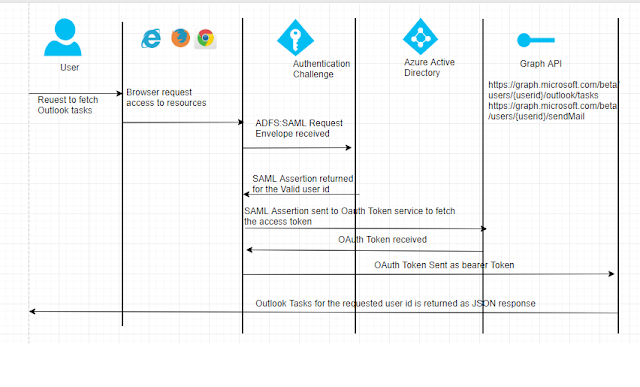 User
Authentication
Challenge
Azure Active
Directory
Graph API
https://graph.microsoft.com/beta/
users/{userid}/outlook/tasks
https://graph.microsoft.com/beta
/users/{userid}/sendMail
Reuest to fetch
Outlook tasks
Browser request
access to resources
ADFS:SAML Request
Envelope received
SAML Assertion returned
for the Valid user id
SAML Assertion sent to Oauth Token service to fetch
the access token
OAuth Token received
OAuth Token Sent as bearer Token
Outlook Tasks for the requested user id is returned as JSON response